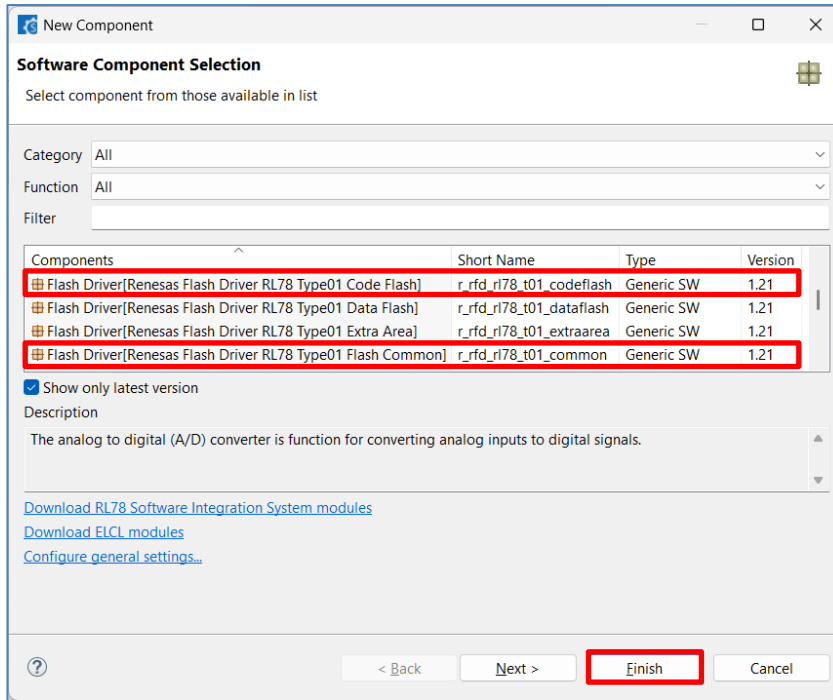 New Component
Software Component Selection
Select component from those available in list
Category All
Function All
Filter
Components Short Name Type Version
Flash Driver[Renesas Flash Driver RL78 Type01 Code Flash] r_rfd_rl78_t01_codeflash Generic SW 1.21
Flash Driver[Renesas Flash Driver RL78 Type01 Data Flash] r_rfd_rl78_t01_dataflash Generic SW 1.21
Flash Driver[Renesas Flash Driver RL78 Type01 Extra Area] r_rfd_rl78_t01_extraarea Generic SW 1.21
Flash Driver[Renesas Flash Driver RL78 Type01 Flash Common] r_rfd_rl78_t01_common Generic SW 1.21
Show only latest version
Description
The analog to digital (A/D) converter is function for converting analog inputs to digital signals.
Download RL78 Software Integration System modules
Download ELCL modules
Configure general settings...
? < Back Next > Finish Cancel